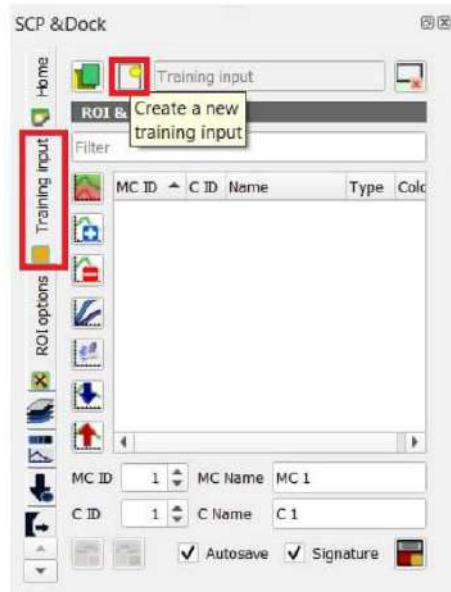 SCP &Dock
Home
Training input
ROI options
Training input
ROI &
Create a new
training input
Filter
MC ID C ID Name Type Colc
MC ID 1 MC Name MC 1
C ID 1 C Name C 1
Autosave Signature